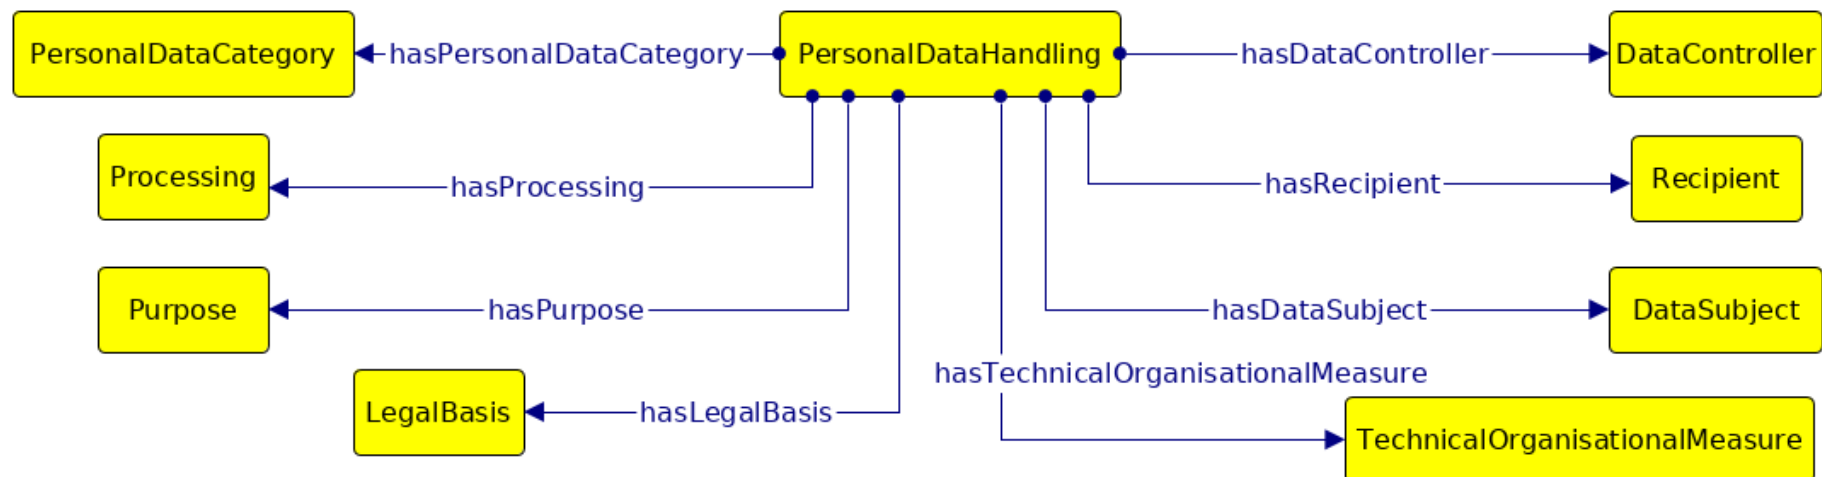 PersonalDataCategory
hasPersonalDataCategory
PersonalDataHandling
hasDataController
DataController
Processing
hasProcessing
hasRecipient
Recipient
Purpose
hasPurpose
hasDataSubject
DataSubject
hasTechnicalOrganisationalMeasure
LegalBasis
hasLegalBasis
TechnicalOrganisationalMeasure